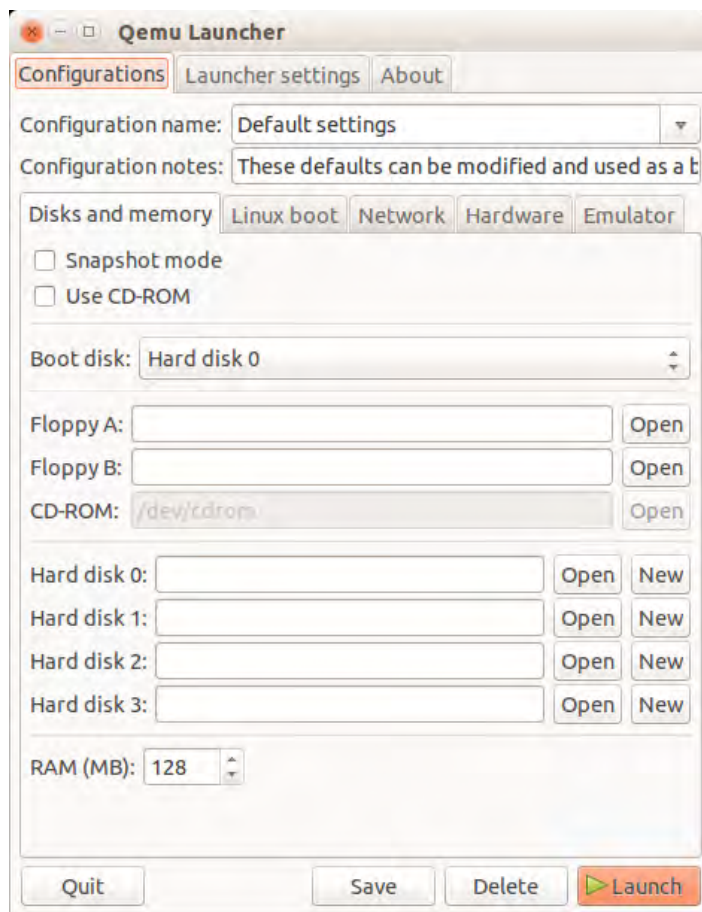 Qemu Launcher
Configurations Launcher settings About
Configuration name: Default settings
Configuration notes: These defaults can be modified and used as a b
Disks and memory Linux boot Network Hardware Emulator
Snapshot mode
Use CD-ROM
Boot disk: Hard disk 0
Floppy A: Open
Floppy B: Open
CD-ROM: /dev/cdrom Open
Hard disk 0: Open New
Hard disk 1: Open New
Hard disk 2: Open New
Hard disk 3: Open New
RAM (MB): 128
Quit Save Delete Launch